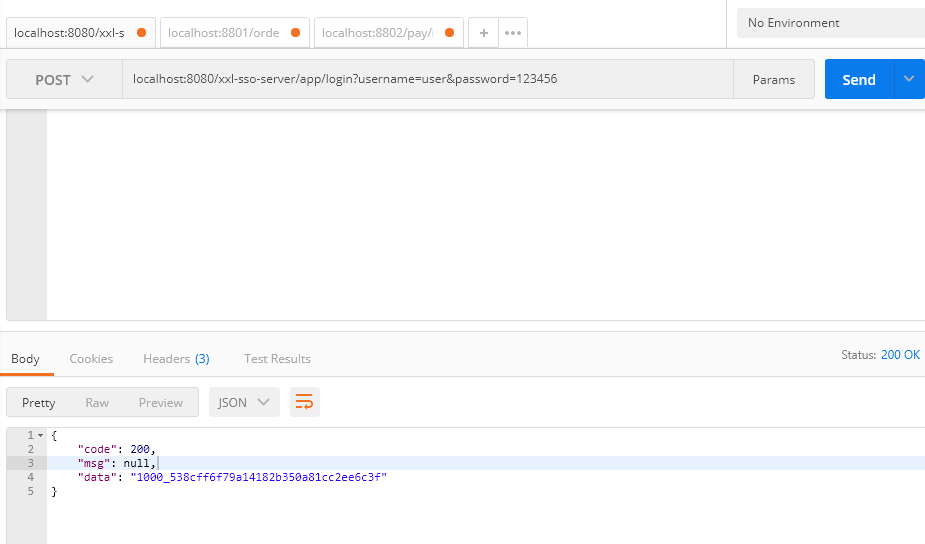 No Environment
localhost:8080/xxl-s
localhost:8801/orde
localhost:8802/pay/
+
•••
POST
localhost:8080/xxl-sso-server/app/login?username=user&password=123456
Params
Send
Body
Cookies
Headers (3)
Test Results
Status: 200 OK
Pretty
Raw
Preview
JSON
1 {
2 "code": 200,
3 "msg": null,
4 "data": "1000_538cff6f79a14182b350a81cc2ee6c3f"
5 }